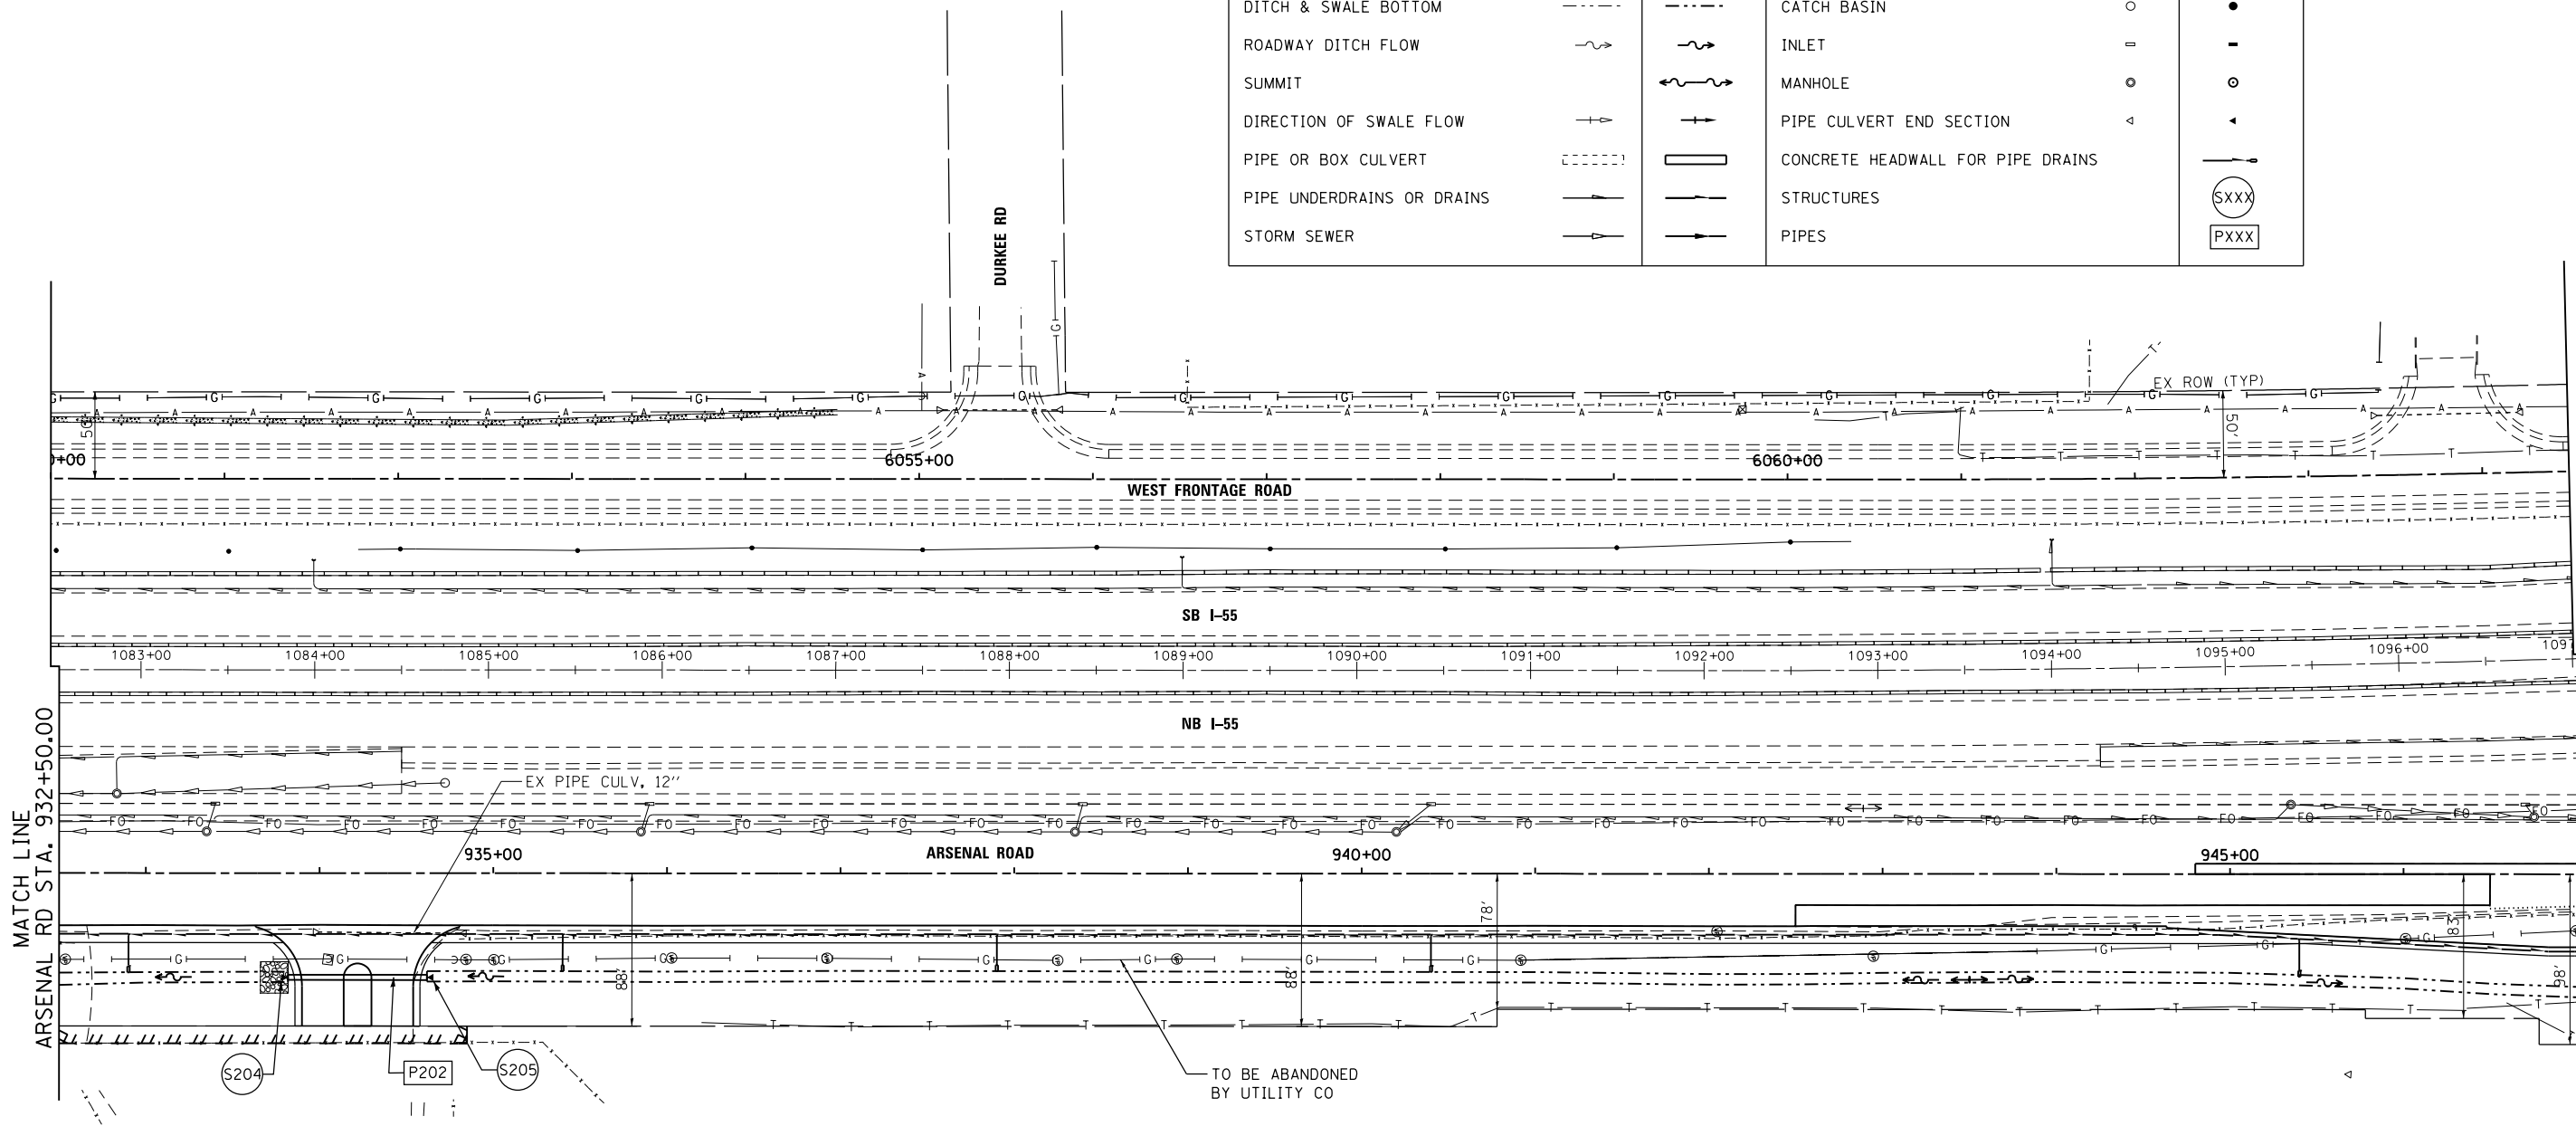 DITCH & SWALE BOTTOM
CATCH BASIN
ROADWAY DITCH FLOW
INLET
SUMMIT
MANHOLE
DIRECTION OF SWALE FLOW
PIPE CULVERT END SECTION
PIPE OR BOX CULVERT
CONCRETE HEADWALL FOR PIPE DRAINS
PIPE UNDERDRAINS OR DRAINS
STRUCTURES
SXXX
STORM SEWER
PIPES
PXXX
DURKEE RD
EX ROW (TYP)
50'
6055+00
6060+00
WEST FRONTAGE ROAD
SB I-55
1083+00 1084+00 1085+00 1086+00 1087+00 1088+00 1089+00 1090+00 1091+00 1092+00 1093+00 1094+00 1095+00 1096+00
NB I-55
EX PIPE CULV, 12''
935+00
ARSENAL ROAD
940+00
945+00
MATCH LINE
ARSENAL RD STA. 932+50.00
88'
88'
78'
83'
98'
S204
P202
S205
TO BE ABANDONED
BY UTILITY CO